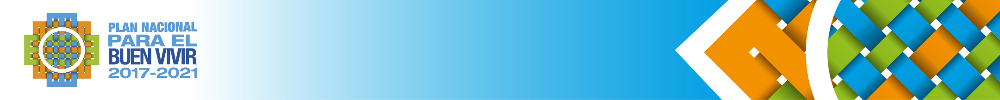 PLAN NACIONAL
PARA EL
BUEN VIVIR
2017-2021